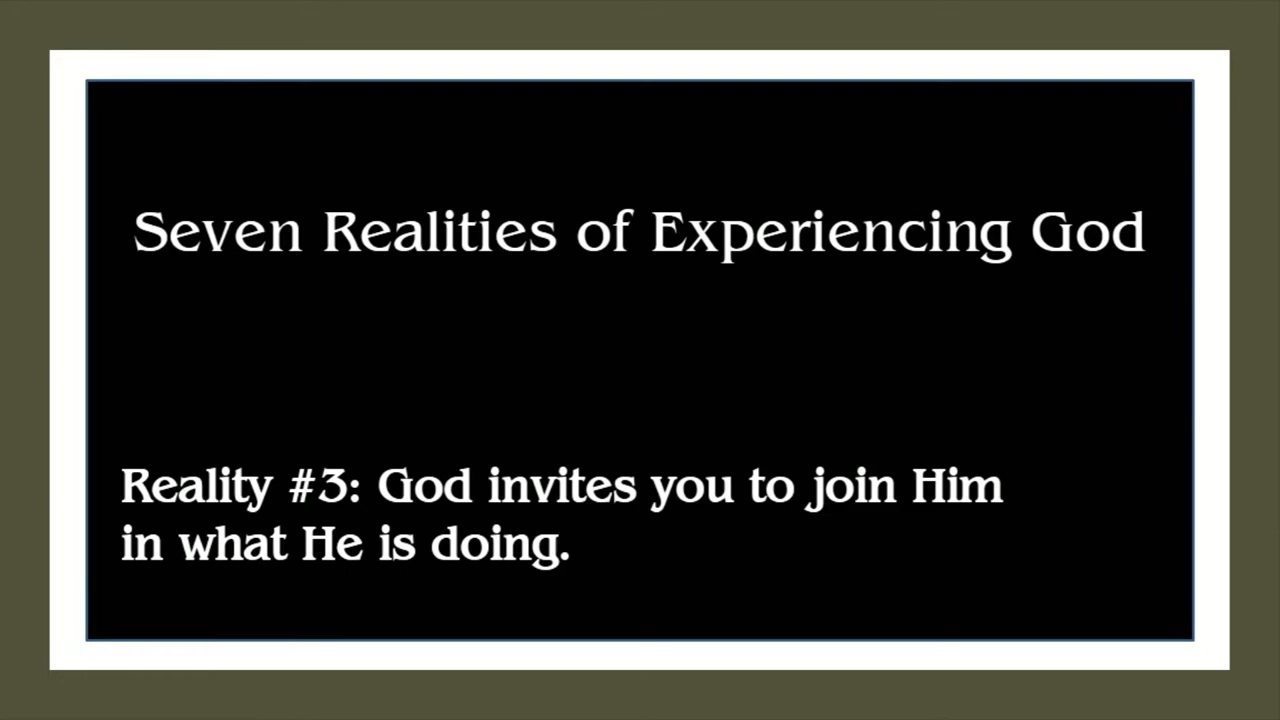 Seven Realities of Experiencing God
Reality #3: God invites you to join Him
in what He is doing.